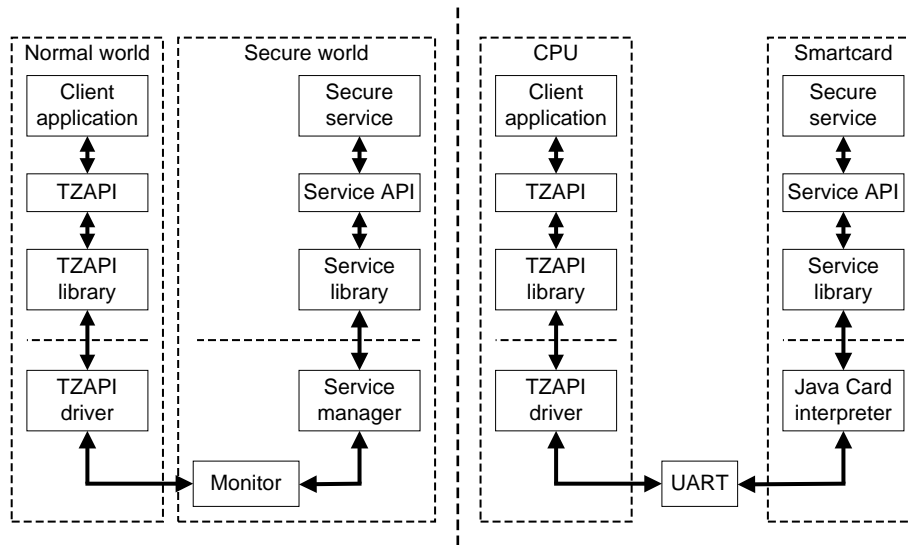 Normal world
Secure world
CPU
Smartcard
Client
application
Secure
service
Client
application
Secure
service
TZAPI
Service API
TZAPI
Service API
TZAPI
library
Service
library
TZAPI
library
Service
library
TZAPI
driver
Service
manager
TZAPI
driver
Java Card
interpreter
Monitor
UART